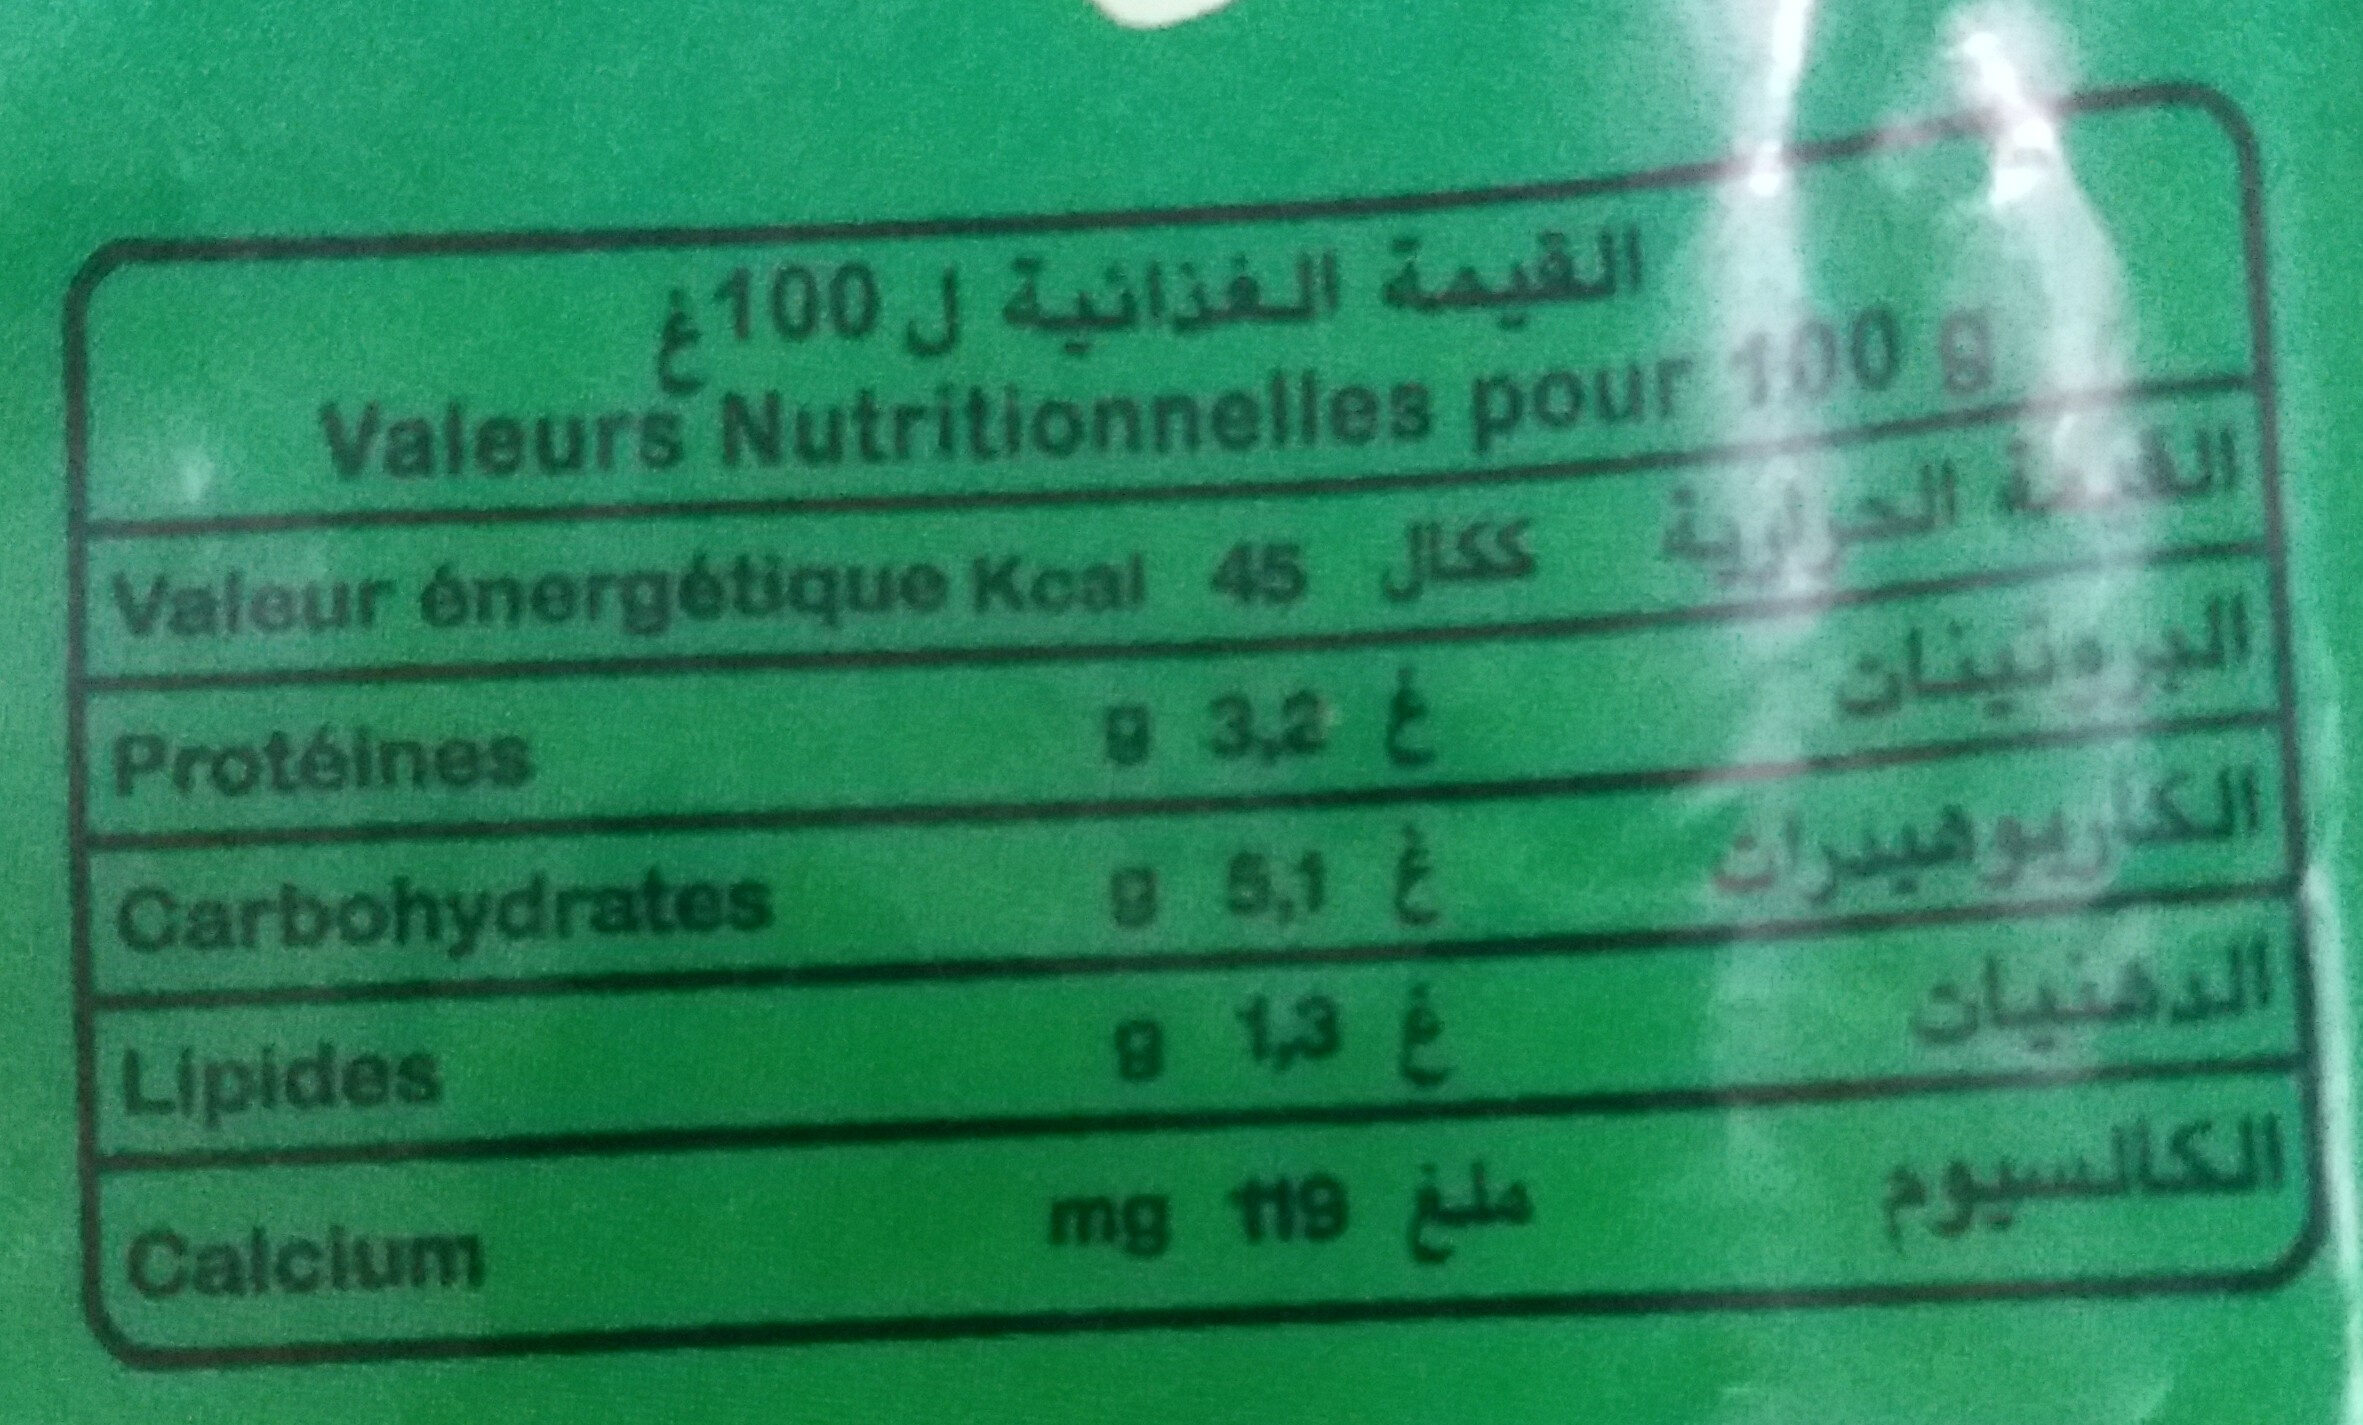 القيمة الغذائية ل 100غ
Valeurs Nutritionnelles pour 100 g
Valeur énergétique Kcal 45 ككال القيمة الحرارية
Protéines g 3,2 غ البروتينات
Carbohydrates g 5,1 غ الكاربوهيدرات
Lipides g 1,3 غ الدهنيات
Calcium mg 119 ملغ الكالسيوم